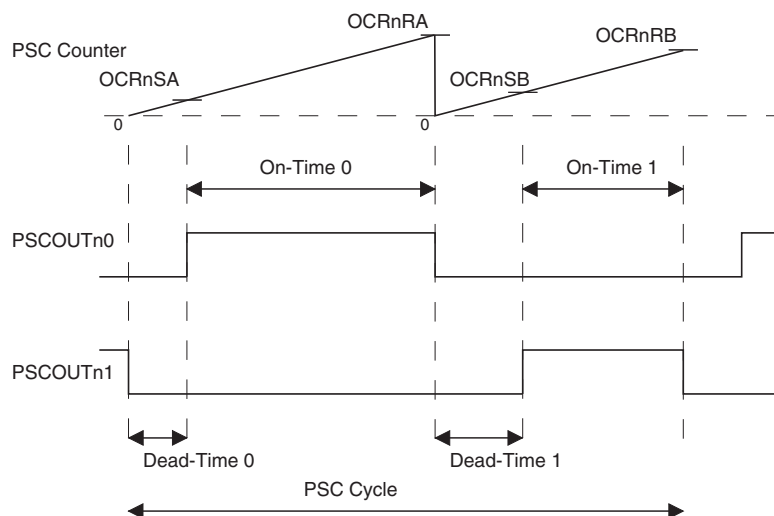 OCRnRA
OCRnRB
PSC Counter
OCRnSA
OCRnSB
0
0
On-Time 0
On-Time 1
PSCOUTn0
PSCOUTn1
Dead-Time 0
Dead-Time 1
PSC Cycle